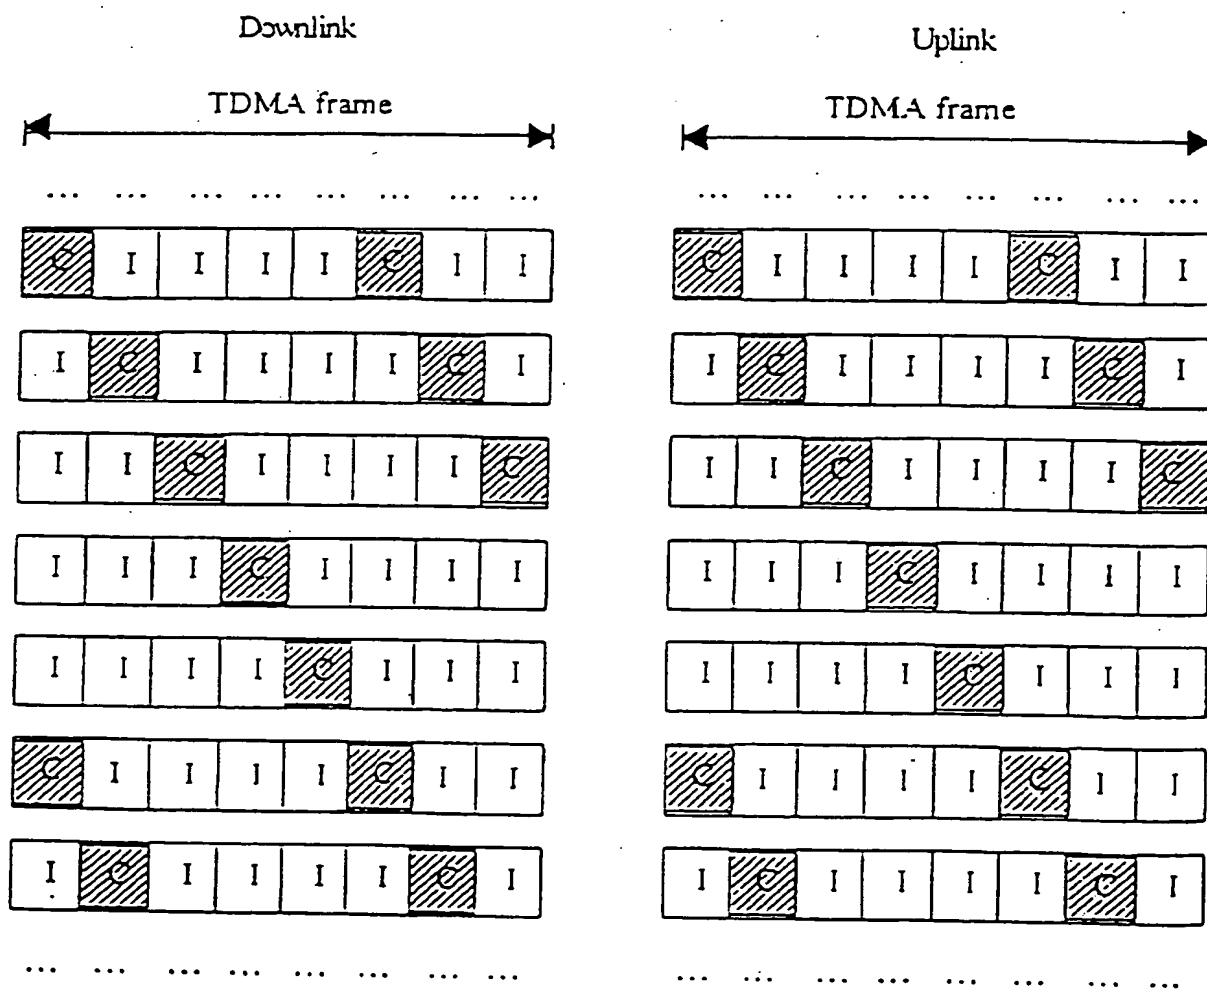 Downlink Uplink
TDMA frame TDMA frame
... ... ... ... ... ... ... ... ... ... ... ... ... ... ... ...
C I I I I C I I C I I I I C I I
I C I I I I C I I C I I I I C I
I I C I I I I C I I C I I I I C
I I I C I I I I I I I C I I I I
I I I I C I I I I I I I C I I I
C I I I I C I I C I I I I C I I
I C I I I I C I I C I I I I C I
... ... ... ... ... ... ... ... ... ... ... ... ... ... ... ...